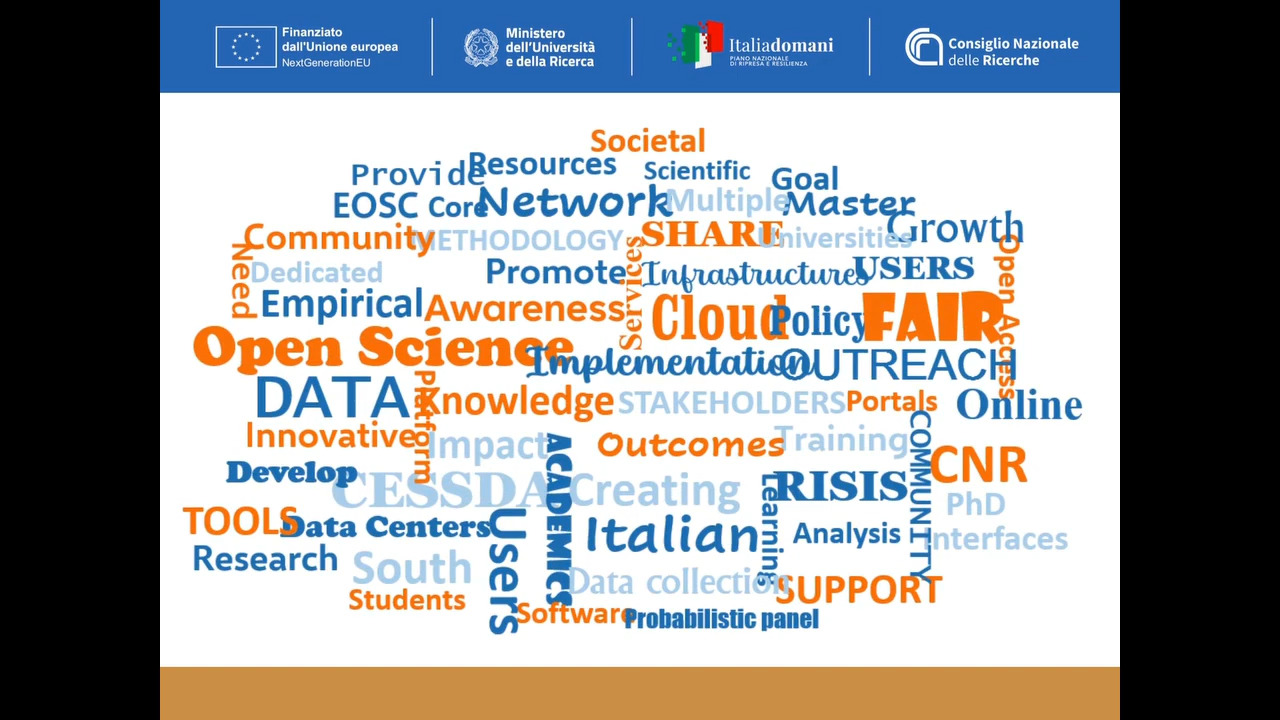 Finanziato
dall'Unione europea
NextGenerationEU
Ministero
dell'Università
e della Ricerca
Italiadomani
PIANO NAZIONALE
DI RIPRESA E RESILIENZA
Consiglio Nazionale
delle Ricerche
Societal
Provide
Resources
Scientific
Goal
EOSC
Core
Network
Multiple
Master
Growth
Need
Community
METHODOLOGY
Services
SHARE
Universities
Open Access
Dedicated
Promote
Infrastructures
USERS
Empirical
Awareness
Cloud
Policy
FAIR
Open Science
Implementation
OUTREACH
DATA
Platform
Knowledge
STAKEHOLDERS
Portals
Online
Innovative
Impact
Outcomes
Training
COMMUNITY
CNR
Develop
CESSDA
ACADEMICS
Creating
Learning
RISIS
PhD
TOOLS
Data Centers
Users
Italian
Analysis
Interfaces
Research
South
Data collection
SUPPORT
Students
Software
Probabilistic panel